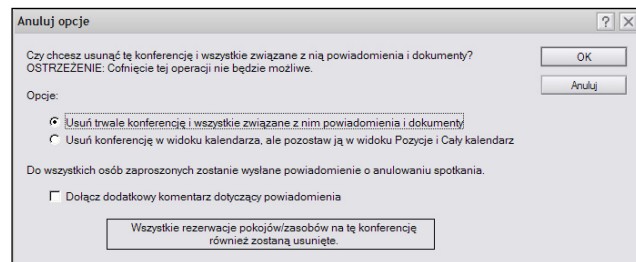 Anuluj opcje
Czy chcesz usunąć tę konferencję i wszystkie związane z nią powiadomienia i dokumenty?
OSTRZEŻENIE: Cofnięcie tej operacji nie będzie możliwe.
OK
Anuluj
Opcje:
Usuń trwale konferencję i wszystkie związane z nim powiadomienia i dokumenty
Usuń konferencję w widoku kalendarza, ale pozostaw ją w widoku Pozycje i Cały kalendarz
Do wszystkich osób zaproszonych zostanie wysłane powiadomienie o anulowaniu spotkania.
Dołącz dodatkowy komentarz dotyczący powiadomienia
Wszystkie rezerwacje pokojów/zasobów na tę konferencję
również zostaną usunięte.